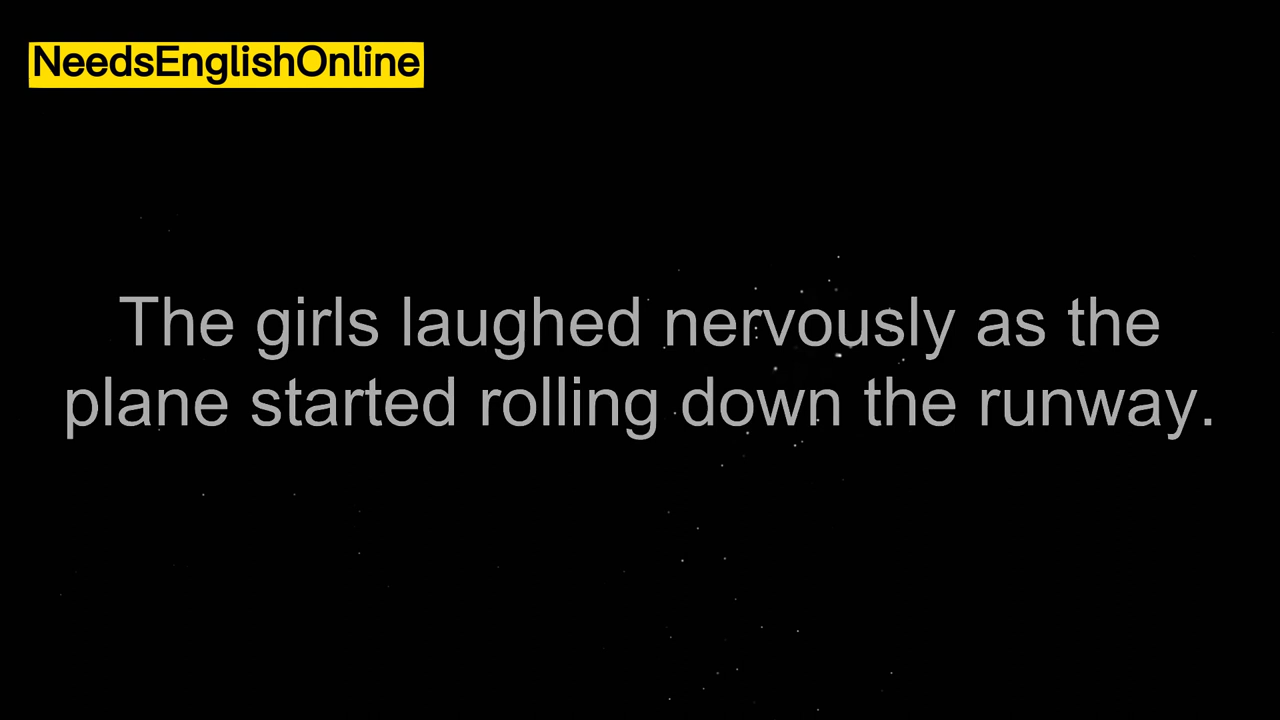 NeedsEnglishOnline
The girls laughed nervously as the
plane started rolling down the runway.